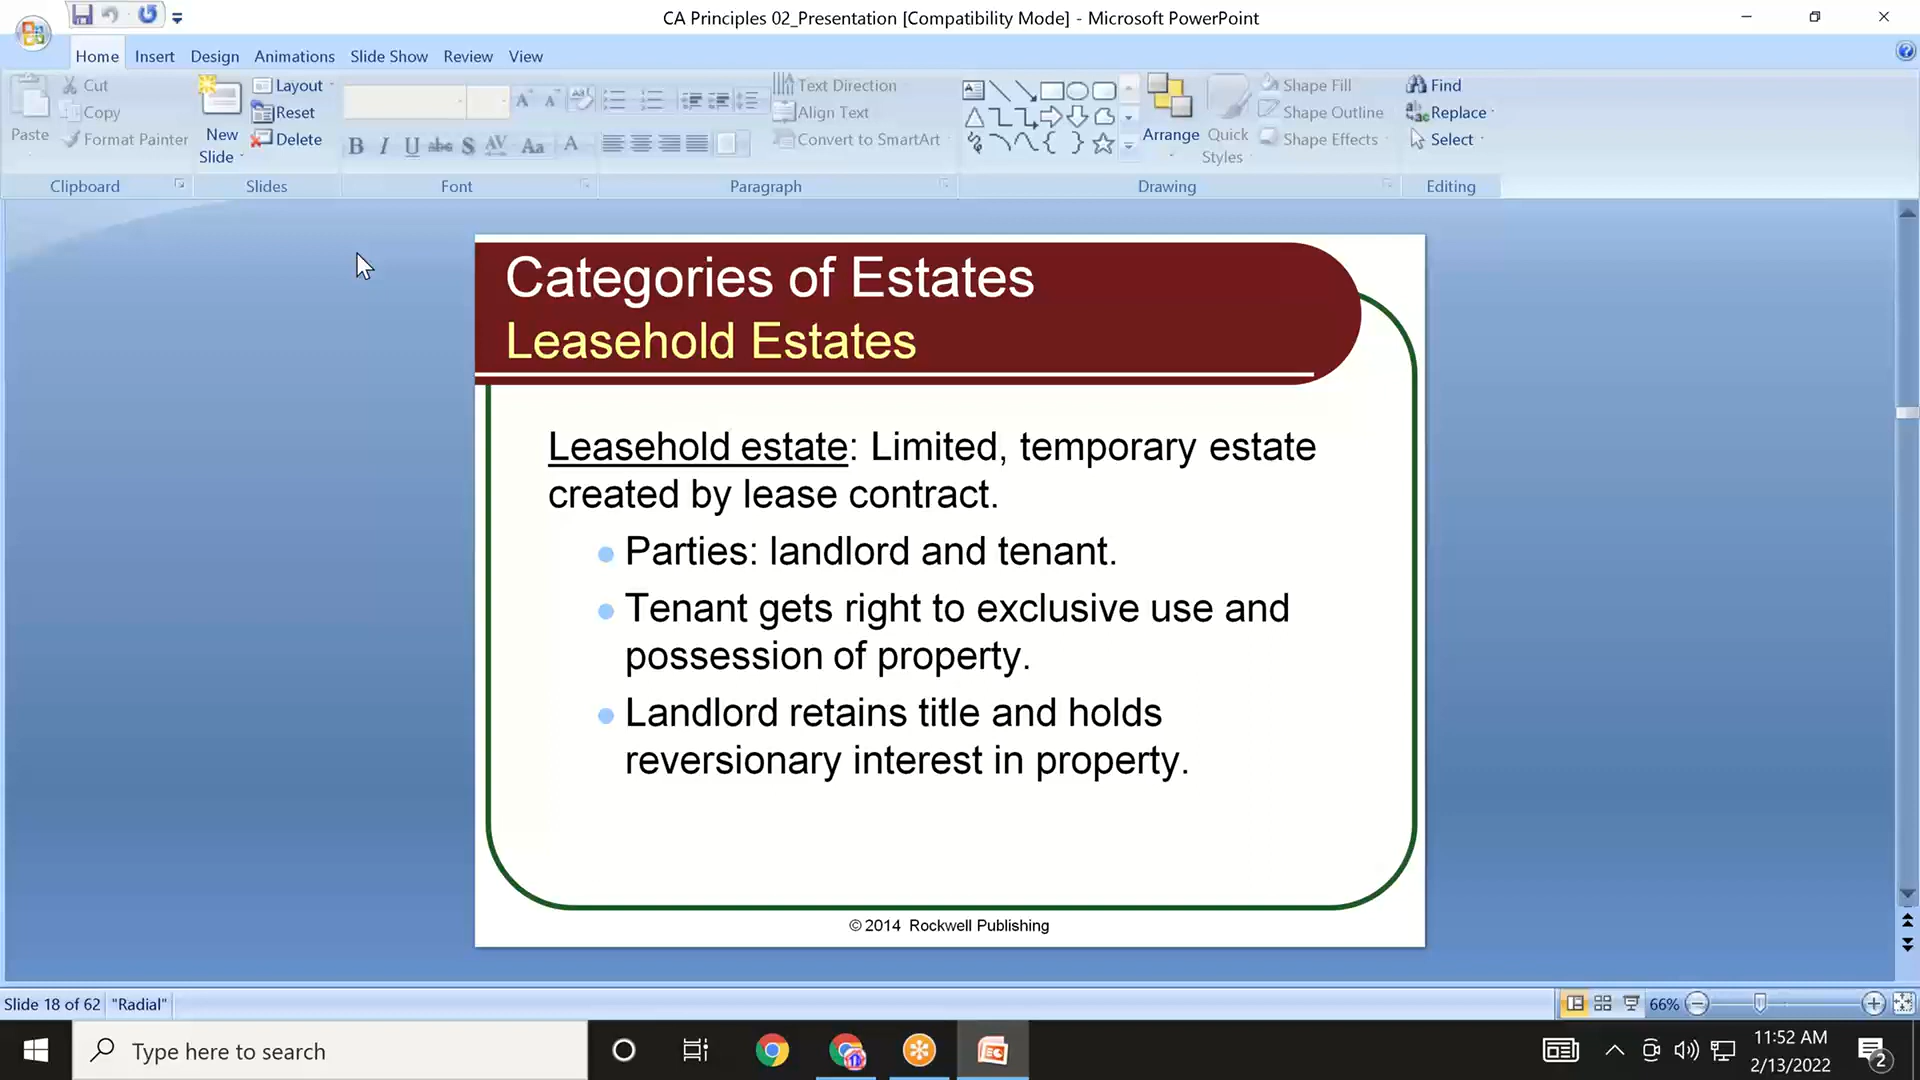 CA Principles 02_Presentation [Compatibility Mode] - Microsoft PowerPoint
Home Insert Design Animations Slide Show Review View
Paste
Cut
Copy
Format Painter
Clipboard
New Slide
Layout
Reset
Delete
Slides
B I U abc S AV Aa A
Font
Text Direction
Align Text
Convert to SmartArt
Paragraph
Arrange
Quick Styles
Shape Fill
Shape Outline
Shape Effects
Drawing
Find
Replace
Select
Editing
Categories of Estates
Leasehold Estates
Leasehold estate: Limited, temporary estate
created by lease contract.
Parties: landlord and tenant.
Tenant gets right to exclusive use and
possession of property.
Landlord retains title and holds
reversionary interest in property.
© 2014 Rockwell Publishing
Slide 18 of 62 "Radial"
66%
Type here to search
11:52 AM
2/13/2022
2